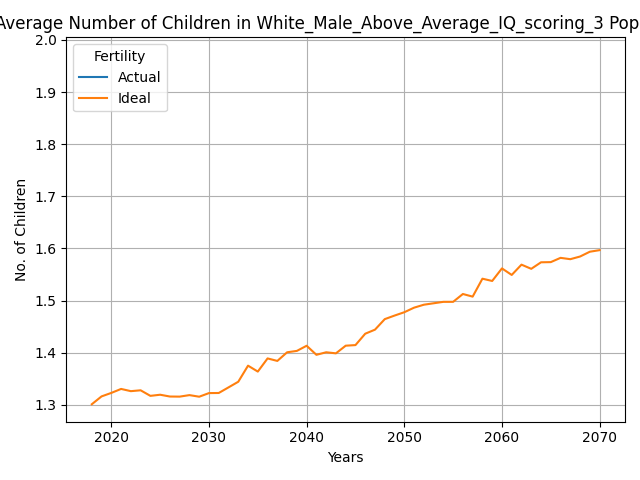 Average Number of Children in White_Male_Above_Average_IQ_scoring_3 Pop
Fertility
Actual
Ideal
2.0
1.9
1.8
1.7
1.6
1.5
1.4
1.3
No. of Children
2020 2030 2040 2050 2060 2070
Years